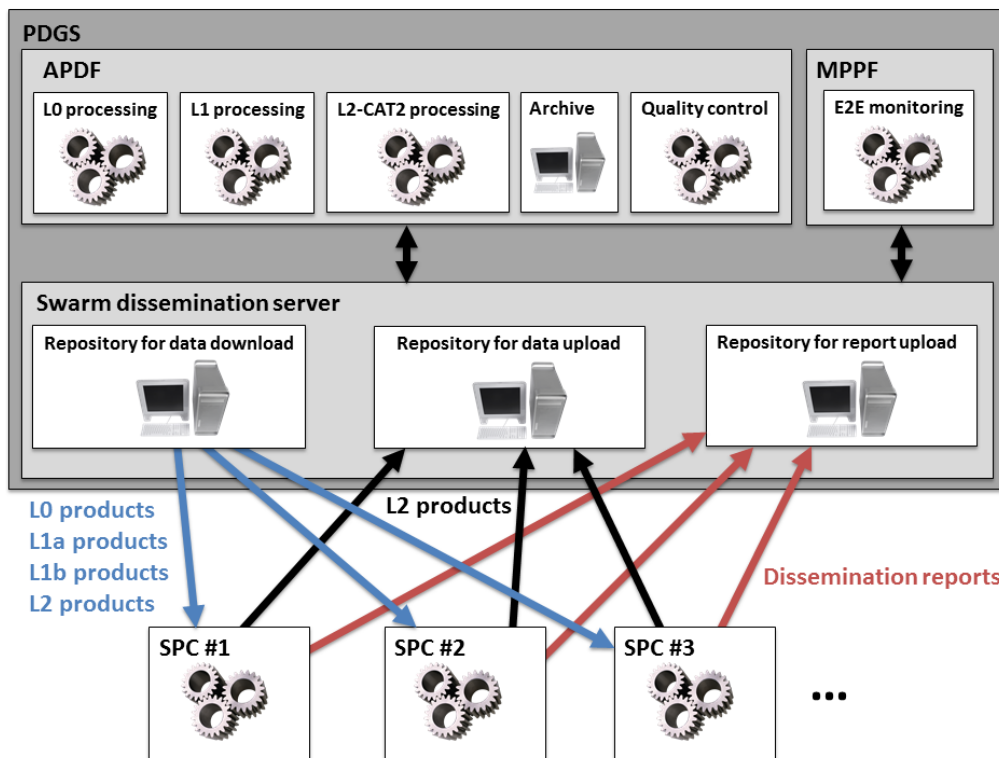 PDGS
APDF
MPPF
L0 processing
L1 processing
L2-CAT2 processing
Archive
Quality control
E2E monitoring
Swarm dissemination server
Repository for data download
Repository for data upload
Repository for report upload
L0 products
L1a products
L1b products
L2 products
L2 products
Dissemination reports
SPC #1
SPC #2
SPC #3
...